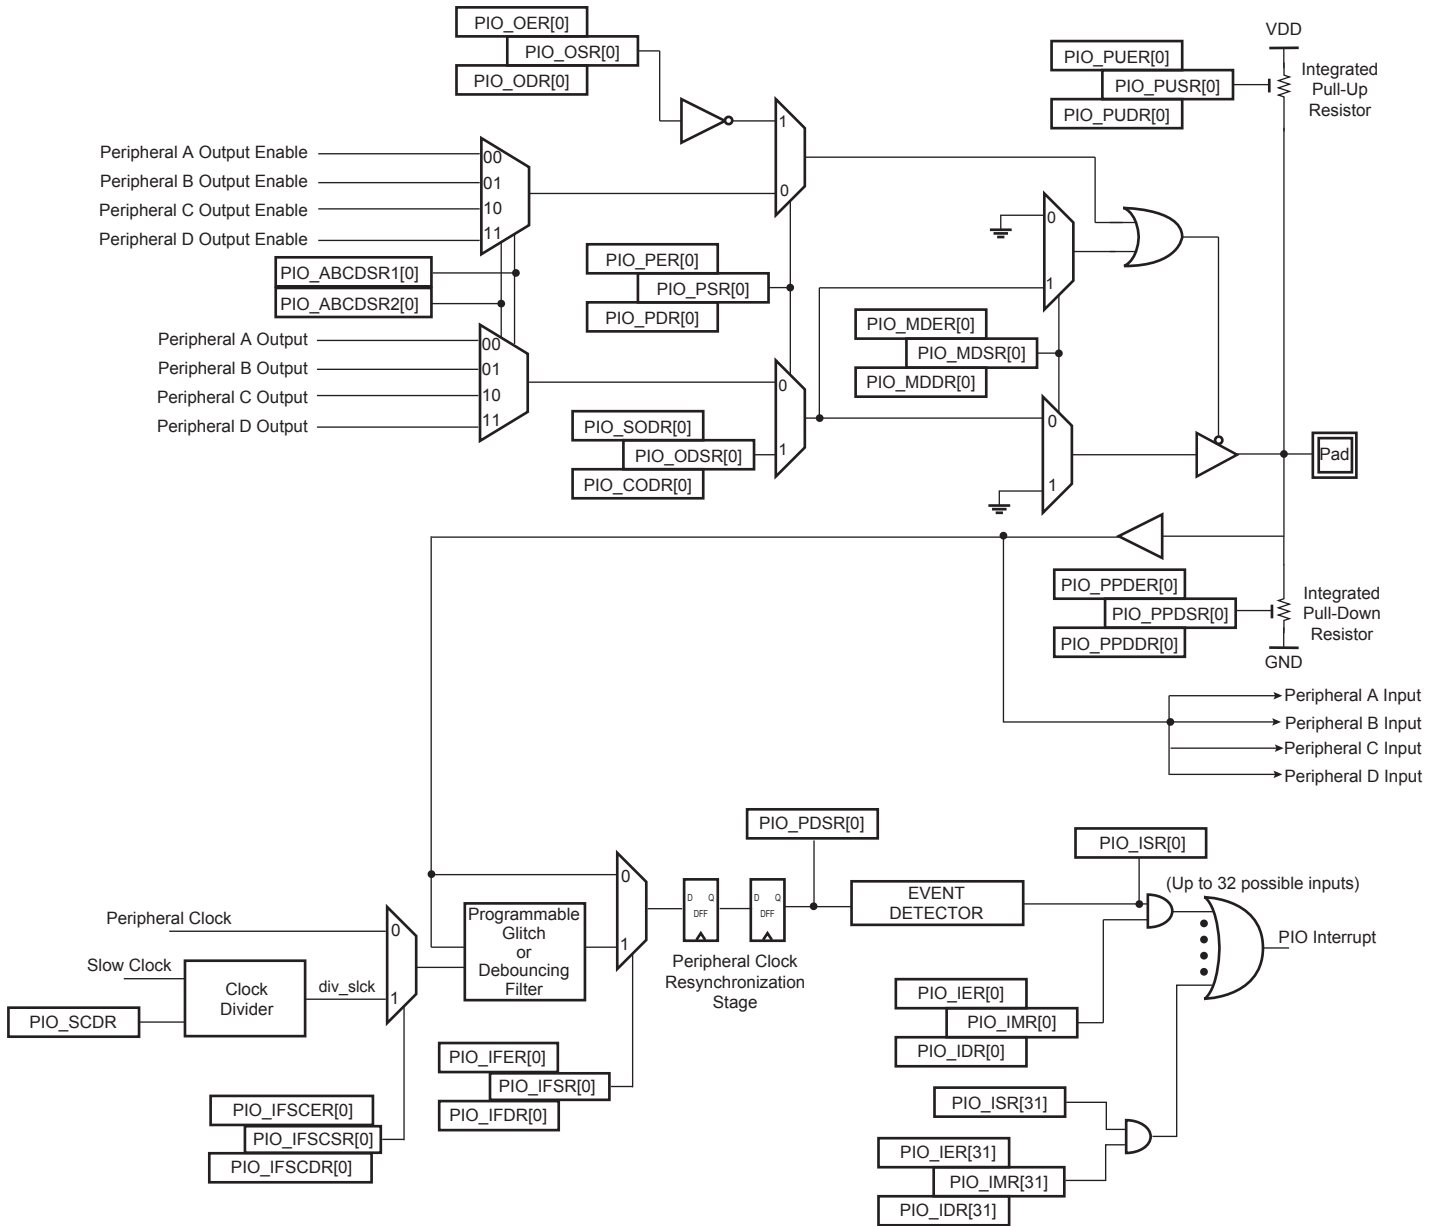 PIO_OER[0]
PIO_OSR[0]
PIO_ODR[0]
1
0
Peripheral A Output Enable
Peripheral B Output Enable
Peripheral C Output Enable
Peripheral D Output Enable
00
01
10
11
PIO_ABCDSR1[0]
PIO_ABCDSR2[0]
Peripheral A Output
Peripheral B Output
Peripheral C Output
Peripheral D Output
00
01
10
11
PIO_PER[0]
PIO_PSR[0]
PIO_PDR[0]
0
1
PIO_SODR[0]
PIO_ODSR[0]
PIO_CODR[0]
0
1
PIO_MDER[0]
PIO_MDSR[0]
PIO_MDDR[0]
0
1
PIO_PUER[0]
PIO_PUSR[0]
PIO_PUDR[0]
VDD
Integrated
Pull-Up
Resistor
Pad
PIO_PPDER[0]
PIO_PPDSR[0]
PIO_PPDDR[0]
Integrated
Pull-Down
Resistor
GND
Peripheral A Input
Peripheral B Input
Peripheral C Input
Peripheral D Input
Peripheral Clock
Slow Clock
PIO_SCDR
Clock
Divider
div_slck
0
1
PIO_IFSCER[0]
PIO_IFSCSR[0]
PIO_IFSCDR[0]
Programmable
Glitch
or
Debouncing
Filter
PIO_IFER[0]
PIO_IFSR[0]
PIO_IFDR[0]
0
1
D Q
DFF
D Q
DFF
Peripheral Clock
Resynchronization
Stage
PIO_PDSR[0]
EVENT
DETECTOR
PIO_ISR[0]
(Up to 32 possible inputs)
PIO Interrupt
PIO_IER[0]
PIO_IMR[0]
PIO_IDR[0]
PIO_ISR[31]
PIO_IER[31]
PIO_IMR[31]
PIO_IDR[31]